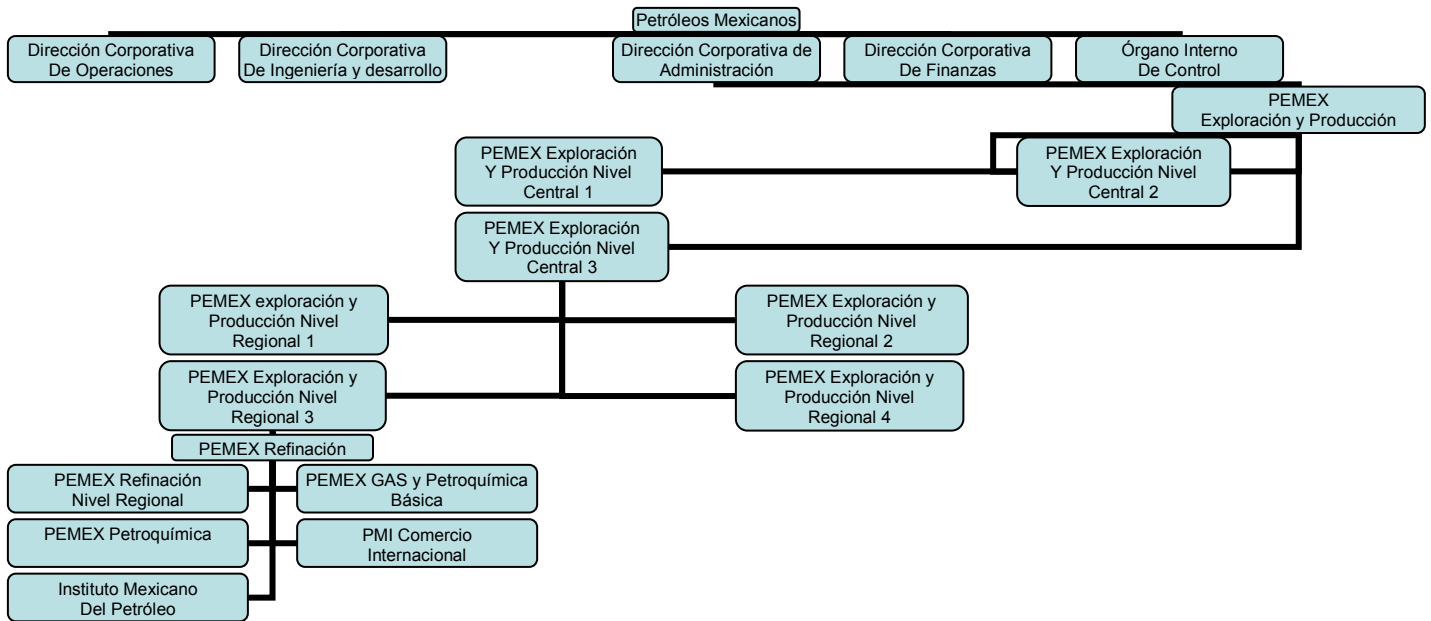 Petróleos Mexicanos
Dirección Corporativa
De Operaciones
Dirección Corporativa
De Ingeniería y desarrollo
Dirección Corporativa de
Administración
Dirección Corporativa
De Finanzas
Órgano Interno
De Control
PEMEX
Exploración y Producción
PEMEX Exploración
Y Producción Nivel
Central 1
PEMEX Exploración
Y Producción Nivel
Central 2
PEMEX Exploración
Y Producción Nivel
Central 3
PEMEX exploración y
Producción Nivel
Regional 1
PEMEX Exploración y
Producción Nivel
Regional 2
PEMEX Exploración y
Producción Nivel
Regional 3
PEMEX Exploración y
Producción Nivel
Regional 4
PEMEX Refinación
PEMEX Refinación
Nivel Regional
PEMEX GAS y Petroquímica
Básica
PEMEX Petroquímica
PMI Comercio
Internacional
Instituto Mexicano
Del Petróleo